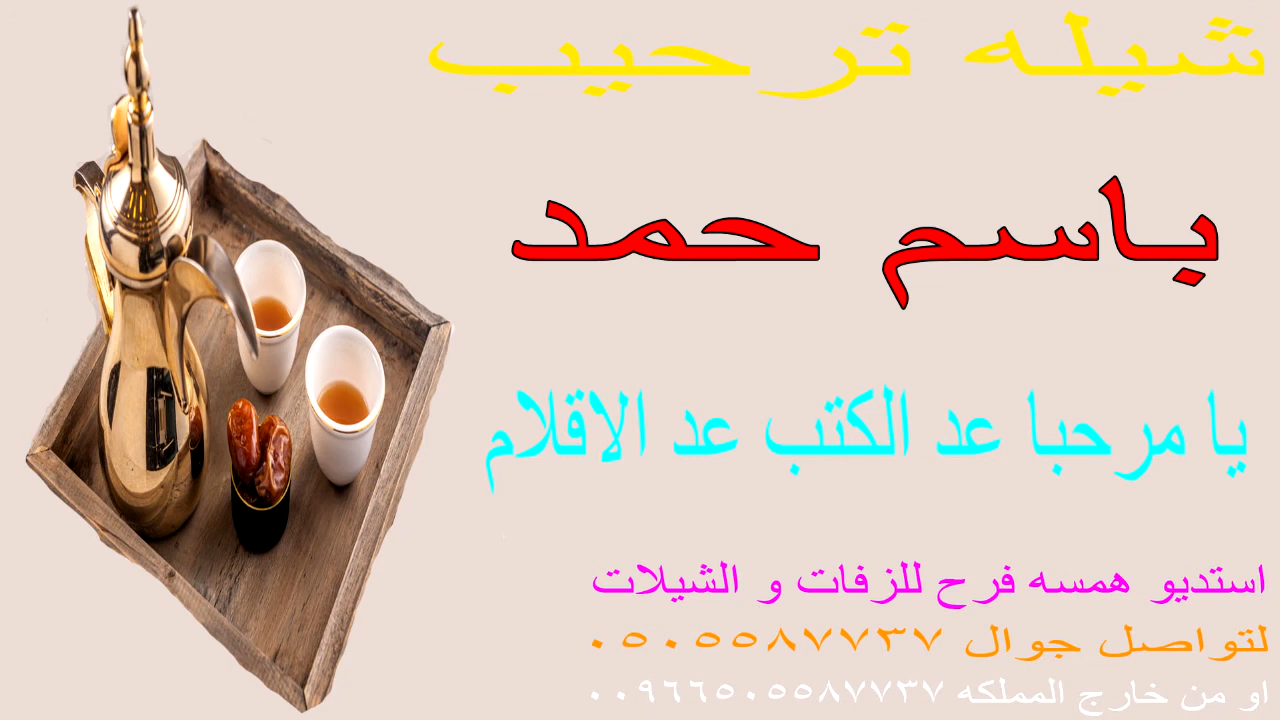 شيله ترحيب
باسم حمد
يا مرحبا عد الكتب عد الاقلام
استديو همسه فرح للزفات و الشيلات
لتواصل جوال ٠٥٠٥٥٨٧٧٣٧
او من خارج المملكه ٠٠٩٦٦٥٠٥٥٨٧٧٣٧